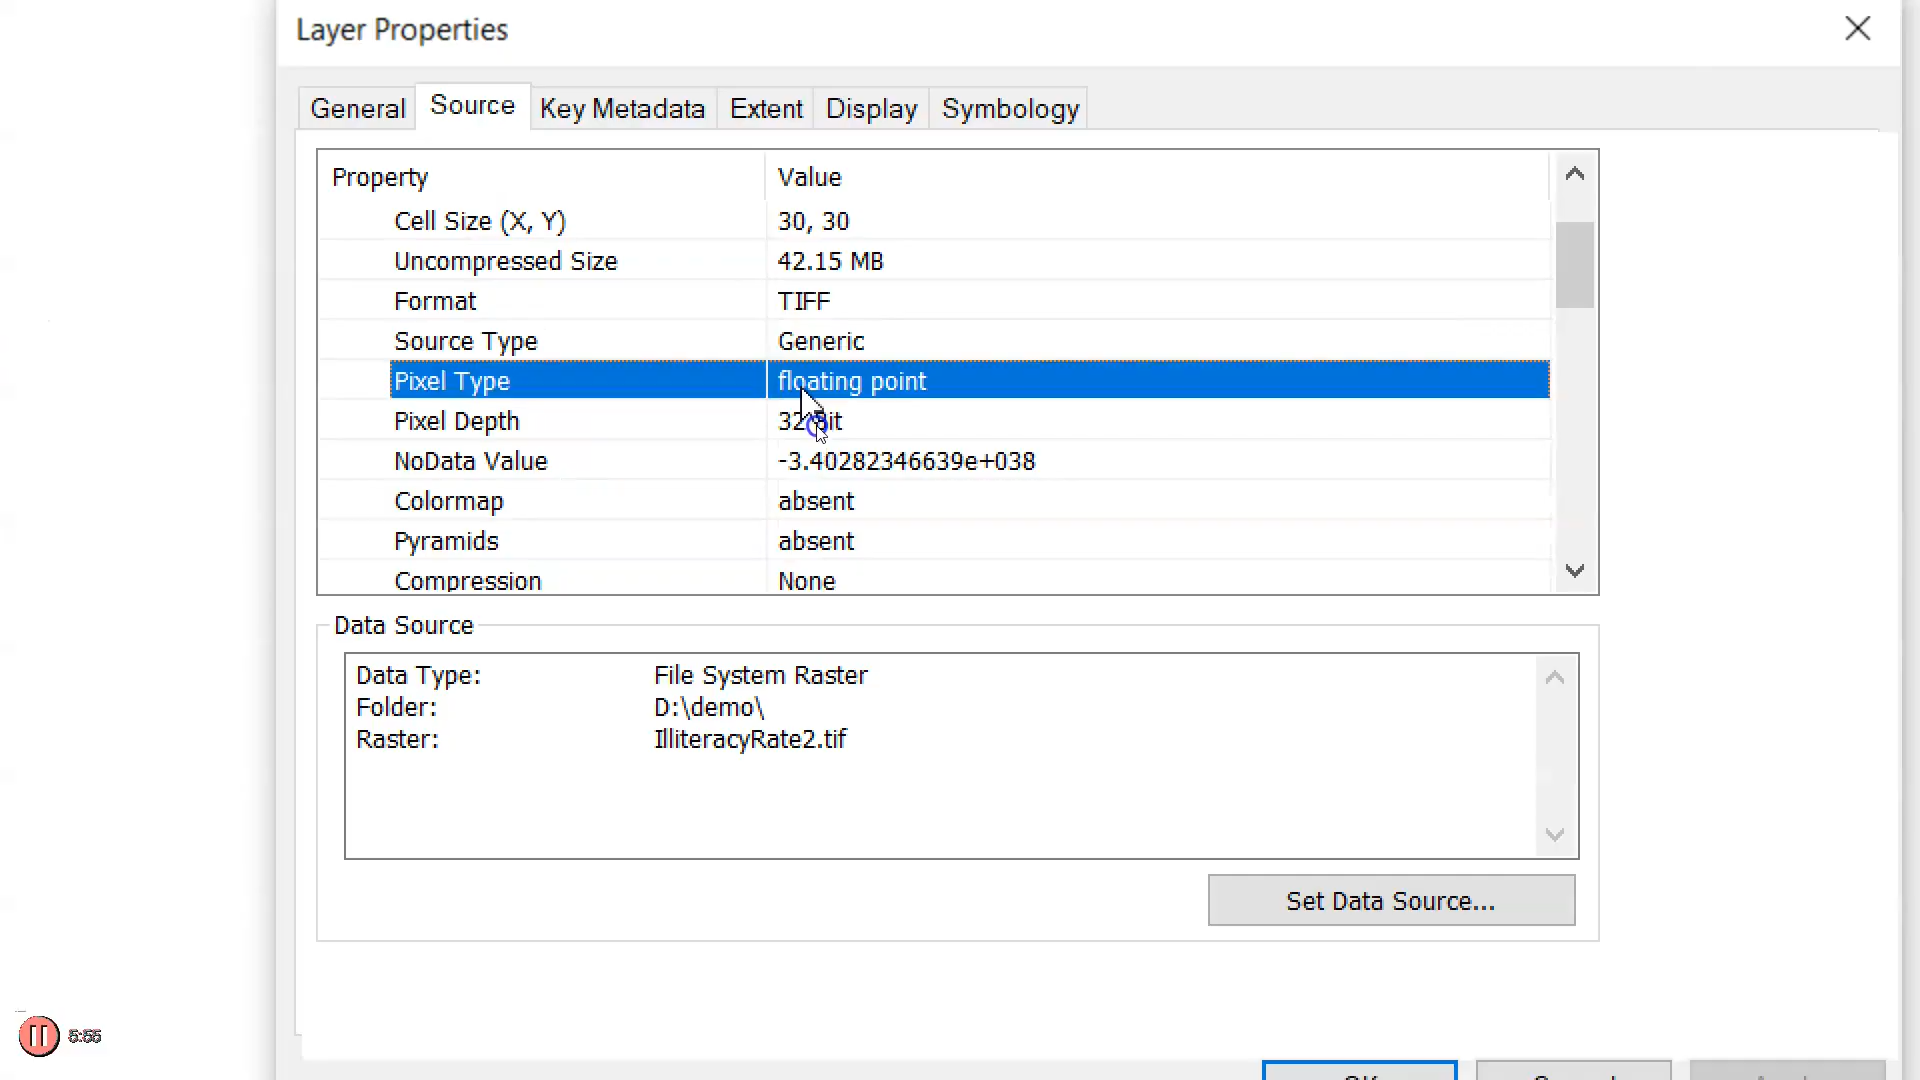 Layer Properties
General Source Key Metadata Extent Display Symbology
Property Value
Cell Size (X, Y) 30, 30
Uncompressed Size 42.15 MB
Format TIFF
Source Type Generic
Pixel Type floating point
Pixel Depth 32 Bit
NoData Value -3.40282346639e+038
Colormap absent
Pyramids absent
Compression None
Data Source
Data Type: File System Raster
Folder: D:\demo\
Raster: IlliteracyRate2.tif
Set Data Source...
5:55